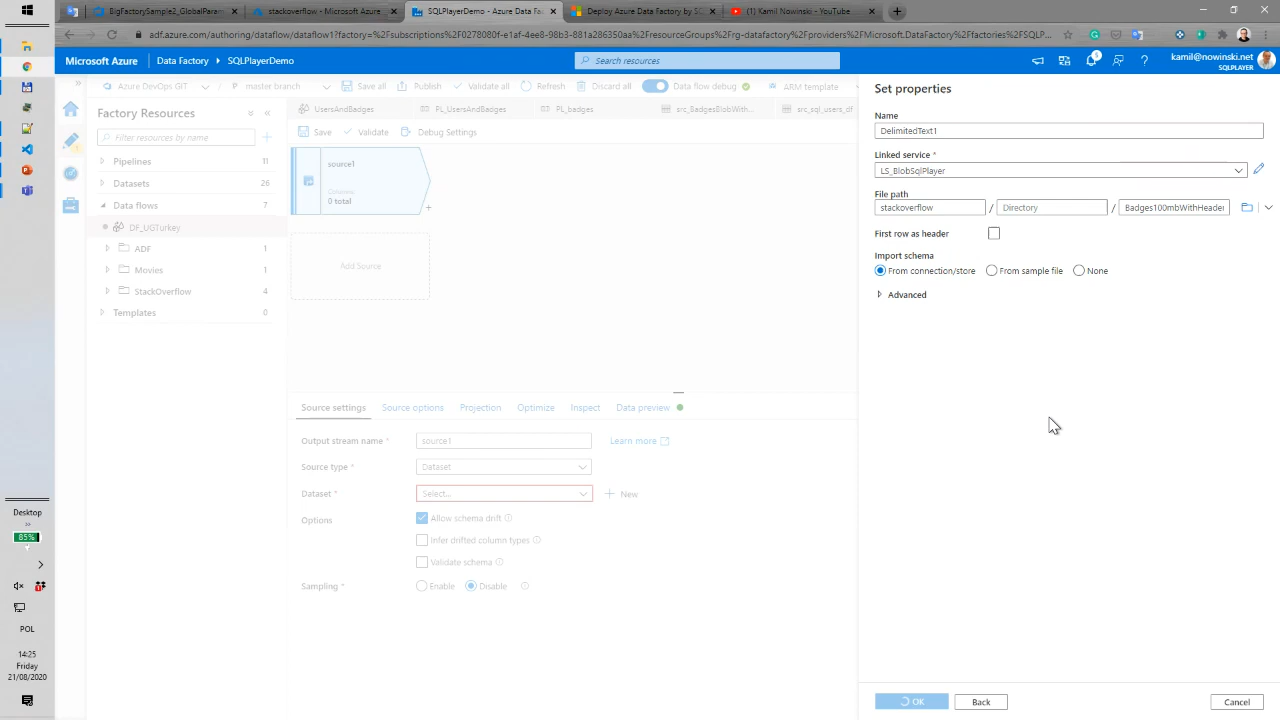 BigFactorySample2_GlobalParam
stackoverflow - Microsoft Azure
SQLPlayerDemo - Azure Data Fac
Deploy Azure Data Factory by SQ
(1) Kamil Nowinski - YouTube
adf.azure.com/authoring/dataflow/dataflow1?factory=%2Fsubscriptions%2F0278080f-e1af-4ee8-98b3-881a286350aa%2FresourceGroups%2Frg-datafactory%2Fproviders%2FMicrosoft.DataFactory%2Ffactories%2FSQLP...
Microsoft Azure
Data Factory
SQLPlayerDemo
Search resources
1
kamil@nowinski.net
SQLPLAYER
Azure DevOps GIT
/
master branch
Save all
Publish
Validate all
Refresh
Discard all
Data flow debug
ARM template
Factory Resources
Filter resources by name
Pipelines 11
Datasets 26
Data flows 7
DF_UGTurkey
ADF 1
Movies 1
StackOverflow 4
Templates 0
UsersAndBadges
PL_UsersAndBadges
PL_badges
src_BadgesBlobWith...
src_sql_users_df
Save
Validate
Debug Settings
source1
Columns:
0 total
Add Source
Source settings
Source options
Projection
Optimize
Inspect
Data preview
Output stream name *
source1
Learn more
Source type *
Dataset
Dataset *
Select...
New
Options
Allow schema drift
Infer drifted column types
Validate schema
Sampling *
Enable
Disable
Set properties
Name
DelimitedText1
Linked service *
LS_BlobSqlPlayer
File path
stackoverflow / Directory / Badges100mbWithHeader
First row as header
Import schema
From connection/store
From sample file
None
Advanced
OK
Back
Cancel
Desktop
85%
POL
14:25
Friday
21/08/2020